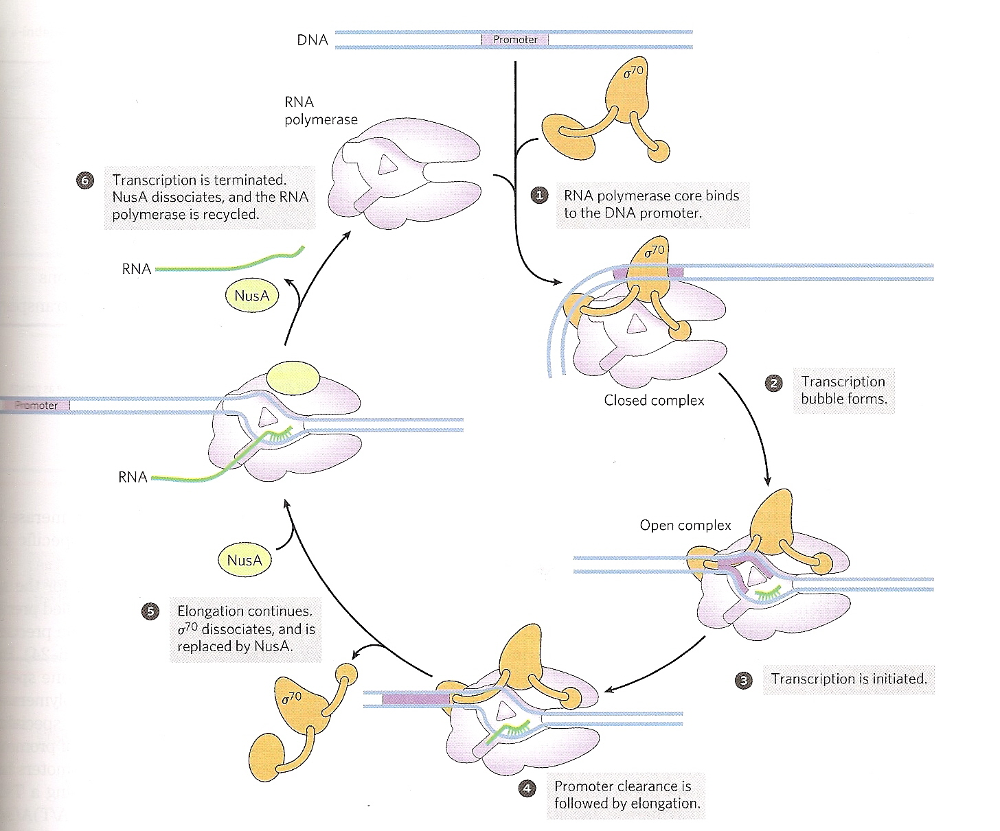 DNA
Promoter
σ70
RNA
polymerase
6 Transcription is terminated.
NusA dissociates, and the RNA
polymerase is recycled.
1 RNA polymerase core binds
to the DNA promoter.
RNA
NusA
σ70
Closed complex
2 Transcription
bubble forms.
Promoter
RNA
Open complex
NusA
5 Elongation continues.
σ70 dissociates, and is
replaced by NusA.
3 Transcription is initiated.
σ70
4 Promoter clearance is
followed by elongation.